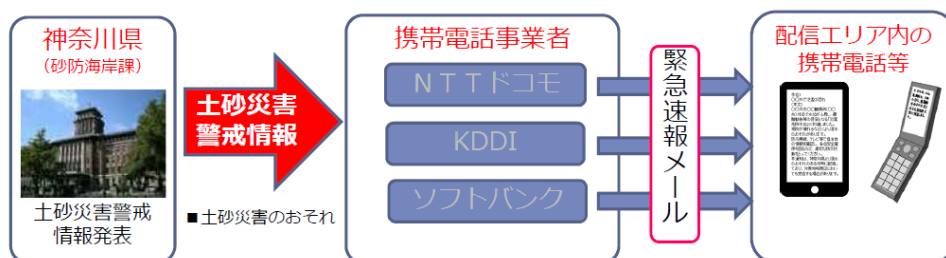 神奈川県
（砂防海岸課）
土砂災害警戒
情報発表
土砂災害
警戒情報
■土砂災害のおそれ
携帯電話事業者
NTTドコモ
KDDI
ソフトバンク
緊急速報メール
配信エリア内の
携帯電話等